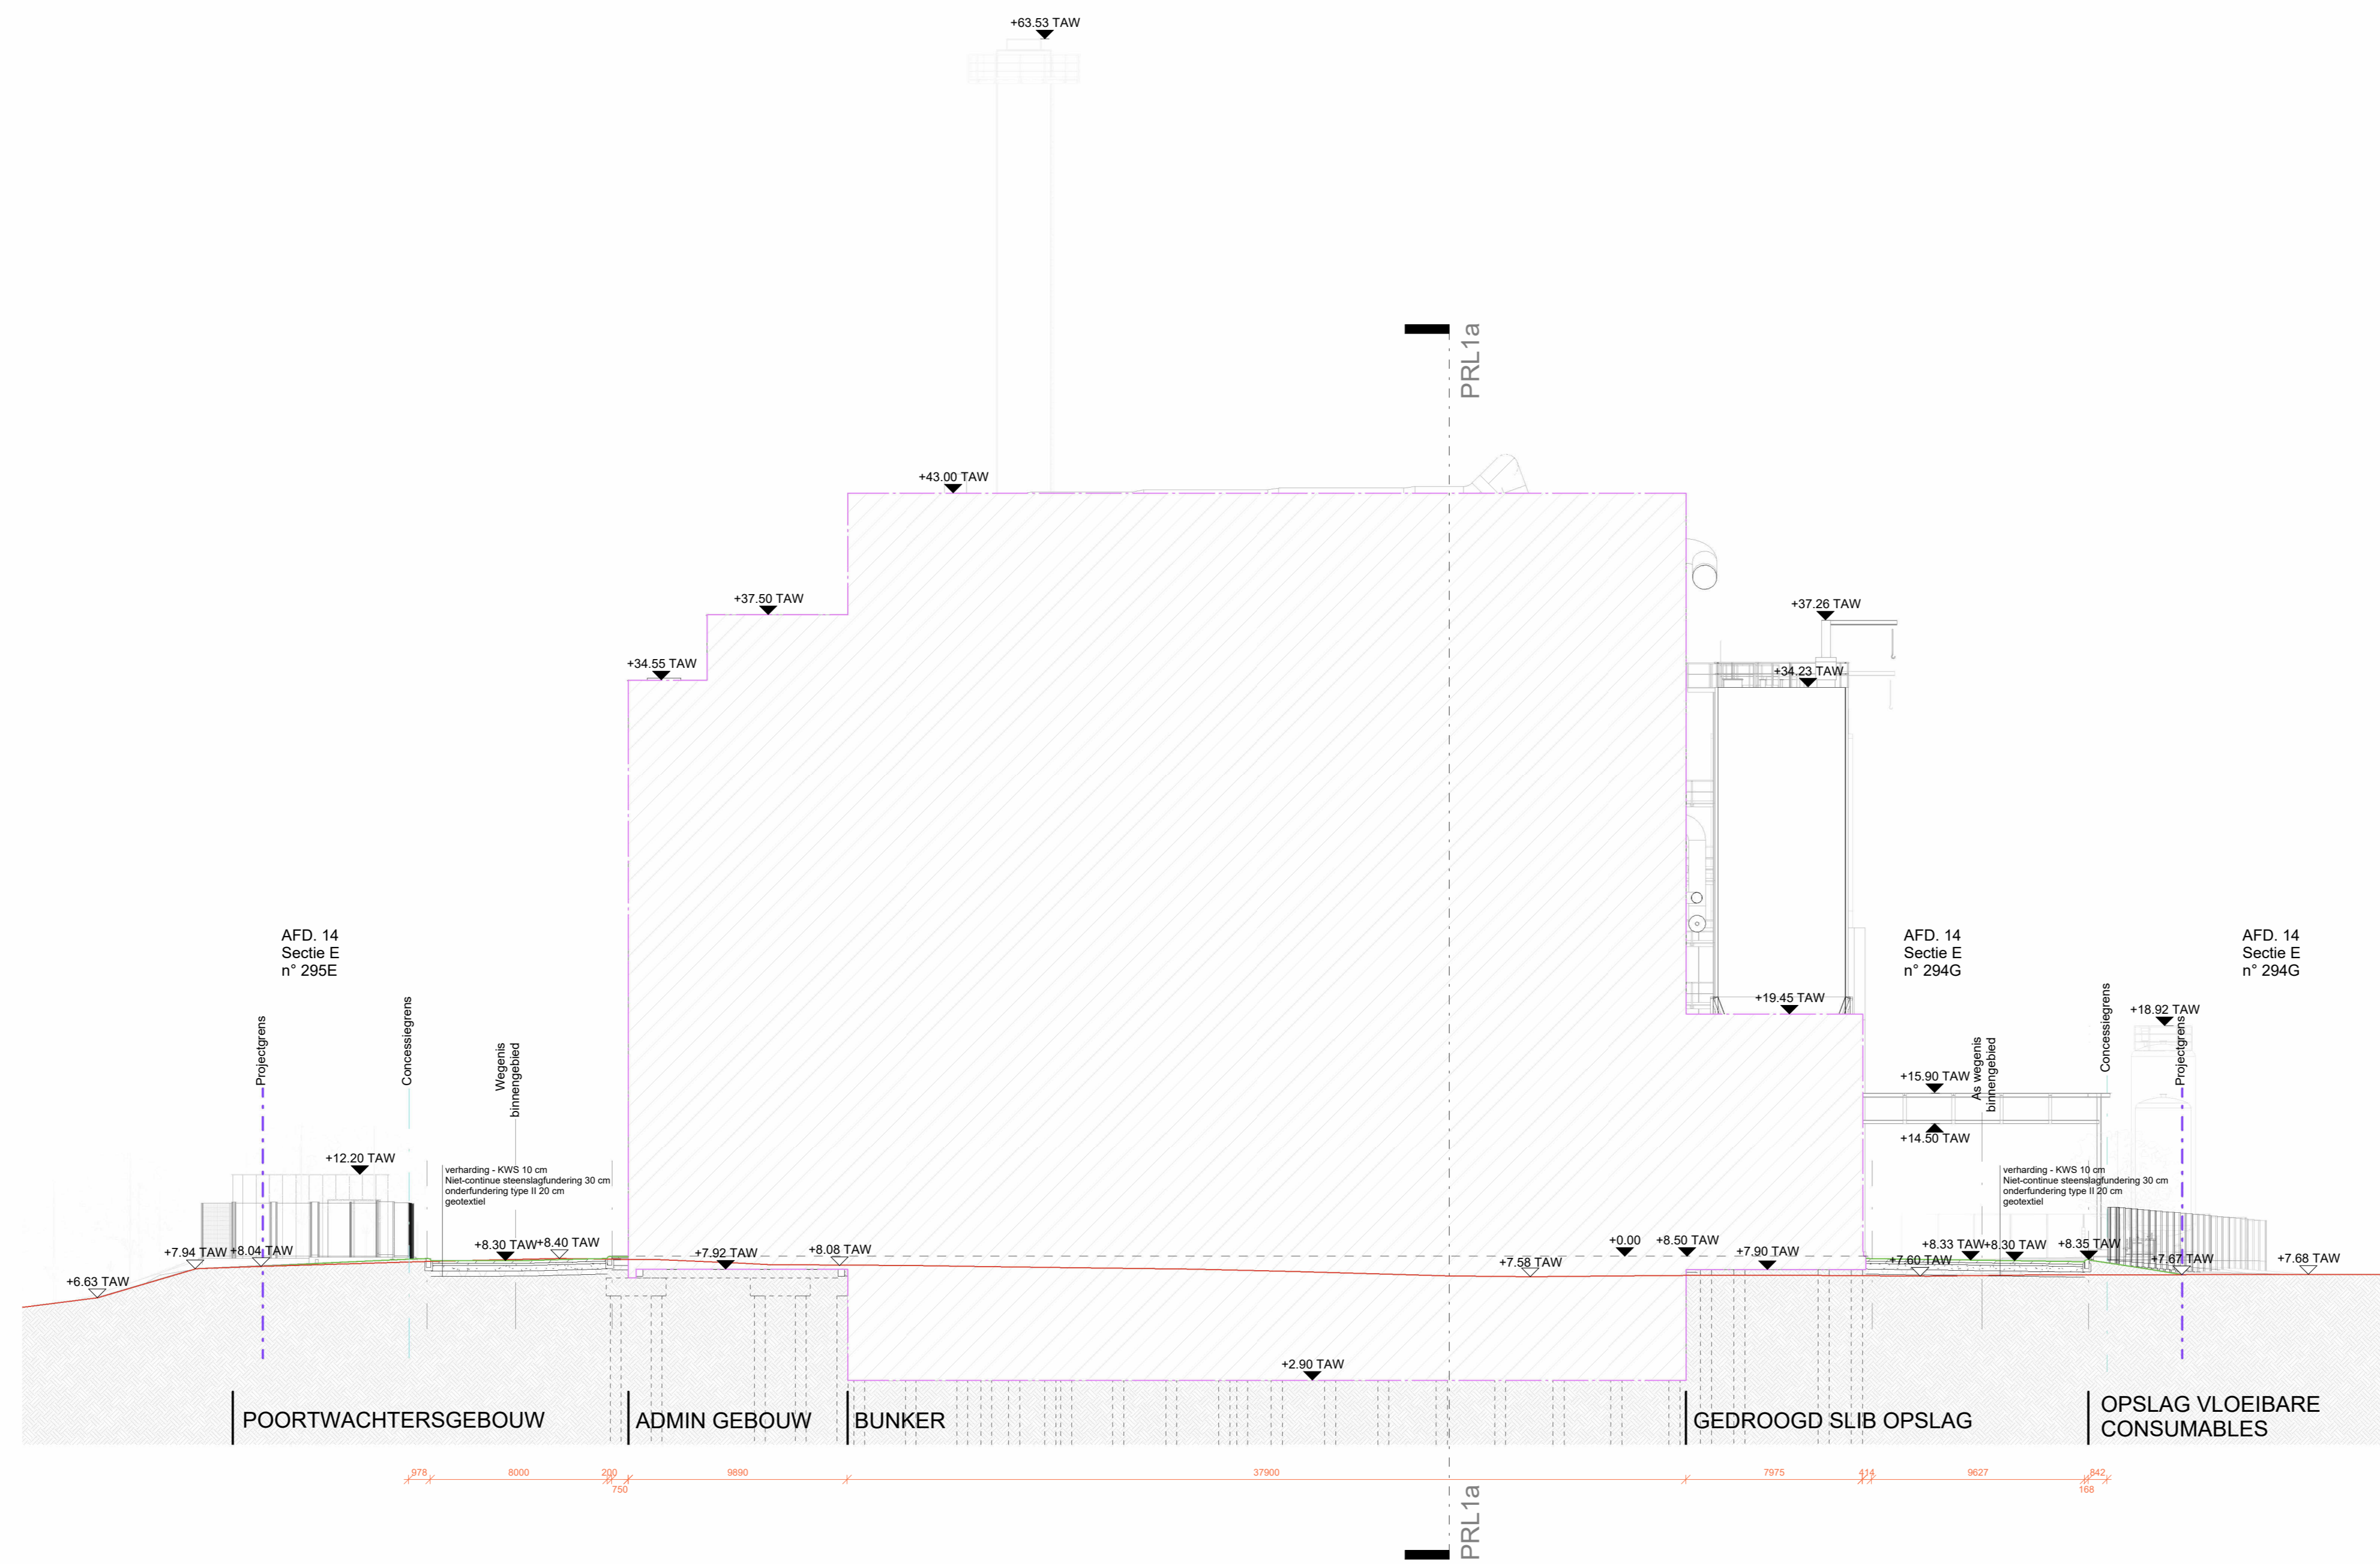 +63.53 TAW
PRL1a
+43.00 TAW
+37.50 TAW
+37.26 TAW
+34.55 TAW
+34.23 TAW
AFD. 14
Sectie E
n° 295E
AFD. 14
Sectie E
n° 294G
AFD. 14
Sectie E
n° 294G
+19.45 TAW
Projectgrens
Concessiegrens
Wegenis
binnengebied
As wegenis
binnengebied
Concessiegrens
Projectgrens
+18.92 TAW
+15.90 TAW
+14.50 TAW
+12.20 TAW
verharding - KWS 10 cm
Niet-continue steenslagfundering 30 cm
onderfundering type II 20 cm
geotextiel
verharding - KWS 10 cm
Niet-continue steenslagfundering 30 cm
onderfundering type II 20 cm
geotextiel
+6.63 TAW
+7.94 TAW
+8.04 TAW
+8.30 TAW
+8.40 TAW
+7.92 TAW
+8.08 TAW
+7.58 TAW
+0.00
+8.50 TAW
+7.90 TAW
+7.60 TAW
+8.33 TAW
+8.30 TAW
+8.35 TAW
+7.67 TAW
+7.68 TAW
+2.90 TAW
POORTWACHTERSGEBOUW
ADMIN GEBOUW
BUNKER
GEDROOGD SLIB OPSLAG
OPSLAG VLOEIBARE
CONSUMABLES
978
8000
200
750
9890
37900
7975
414
9627
168
842
PRL1a